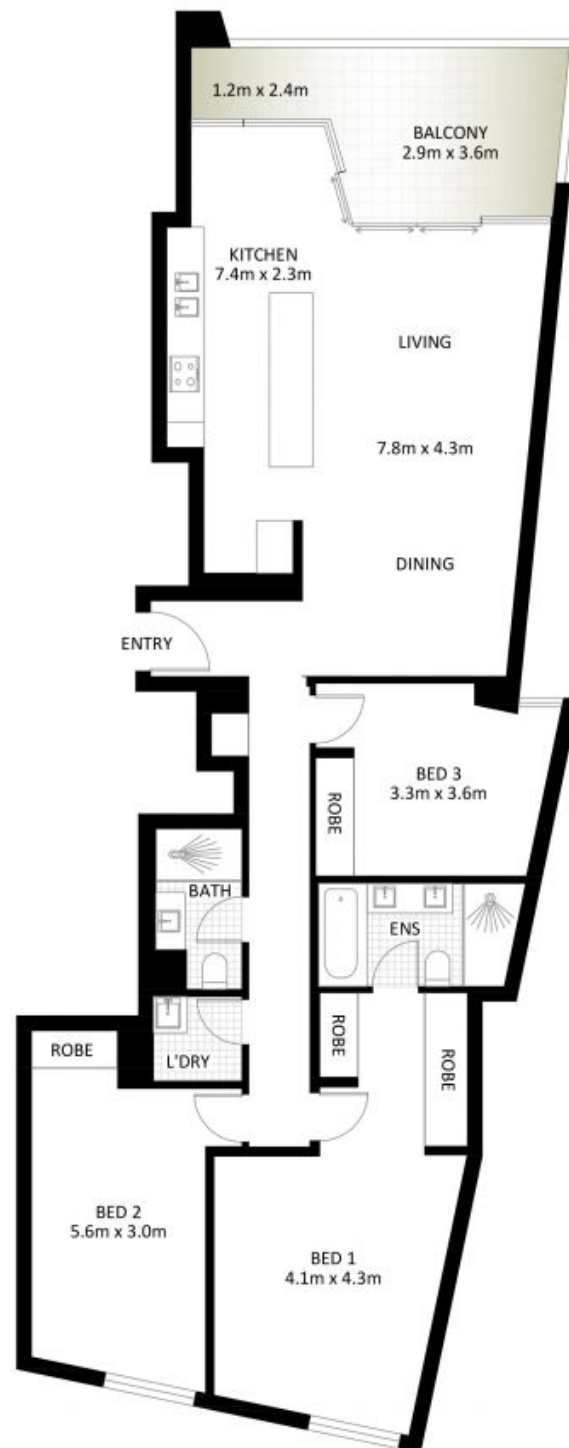 1.2m x 2.4m
BALCONY
2.9m x 3.6m
KITCHEN
7.4m x 2.3m
LIVING
7.8m x 4.3m
DINING
ENTRY
BED 3
3.3m x 3.6m
ROBE
BATH
ENS
ROBE
ROBE
ROBE
L'DRY
BED 2
5.6m x 3.0m
BED 1
4.1m x 4.3m